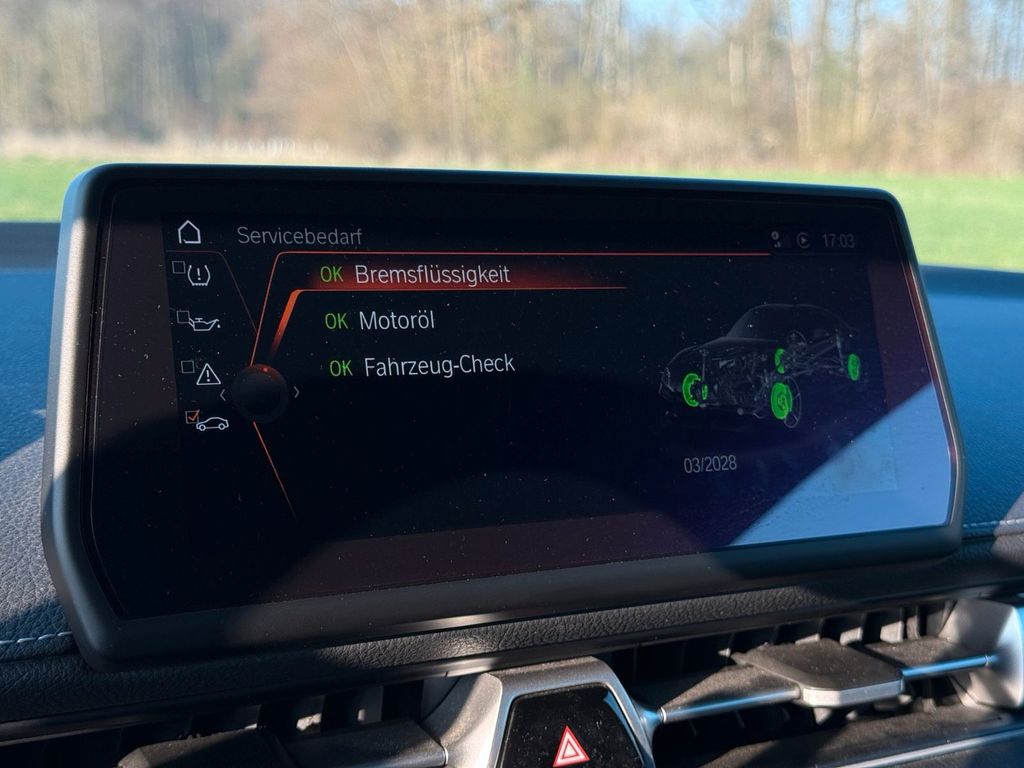 Servicebedarf
17:03
OK Bremsflüssigkeit
OK Motoröl
OK Fahrzeug-Check
03/2028